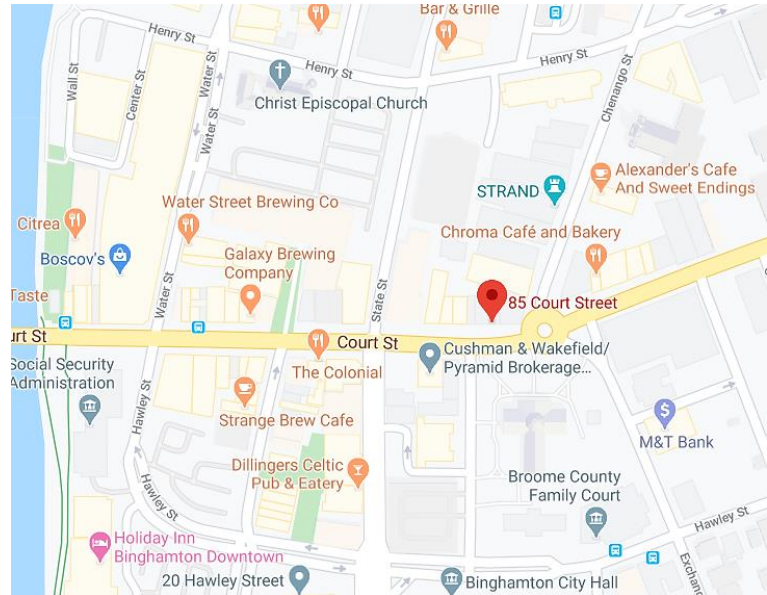 Bar & Grille
Henry St
Henry St
Henry St
Wall St
Center St
Water St
Chenango St
Christ Episcopal Church
Alexander's Cafe
And Sweet Endings
STRAND
Water Street Brewing Co
Citrea
Chroma Café and Bakery
Boscov's
Galaxy Brewing
Company
Water St
State St
Taste
85 Court Street
urt St
Court St
Cushman & Wakefield/
Pyramid Brokerage...
Social Security
Administration
The Colonial
Hawley St
Strange Brew Cafe
$
M&T Bank
Dillingers Celtic
Pub & Eatery
Broome County
Family Court
Hawley St
Hawley St
Holiday Inn
Binghamton Downtown
20 Hawley Street
Binghamton City Hall
Exchang